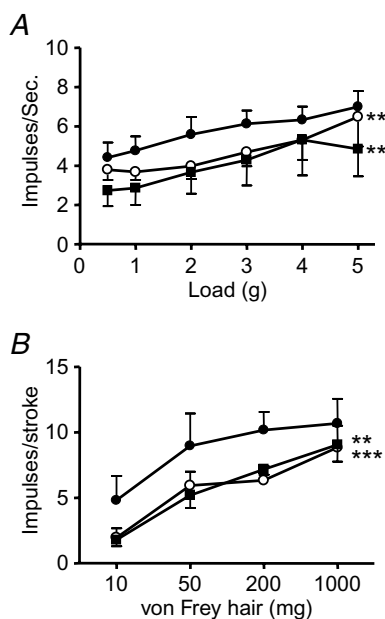 A
Impulses/Sec.
10
8
6
4
2
0
0 1 2 3 4 5
Load (g)
**
**
B
Impulses/stroke
15
10
5
0
10 50 200 1000
von Frey hair (mg)
**
***